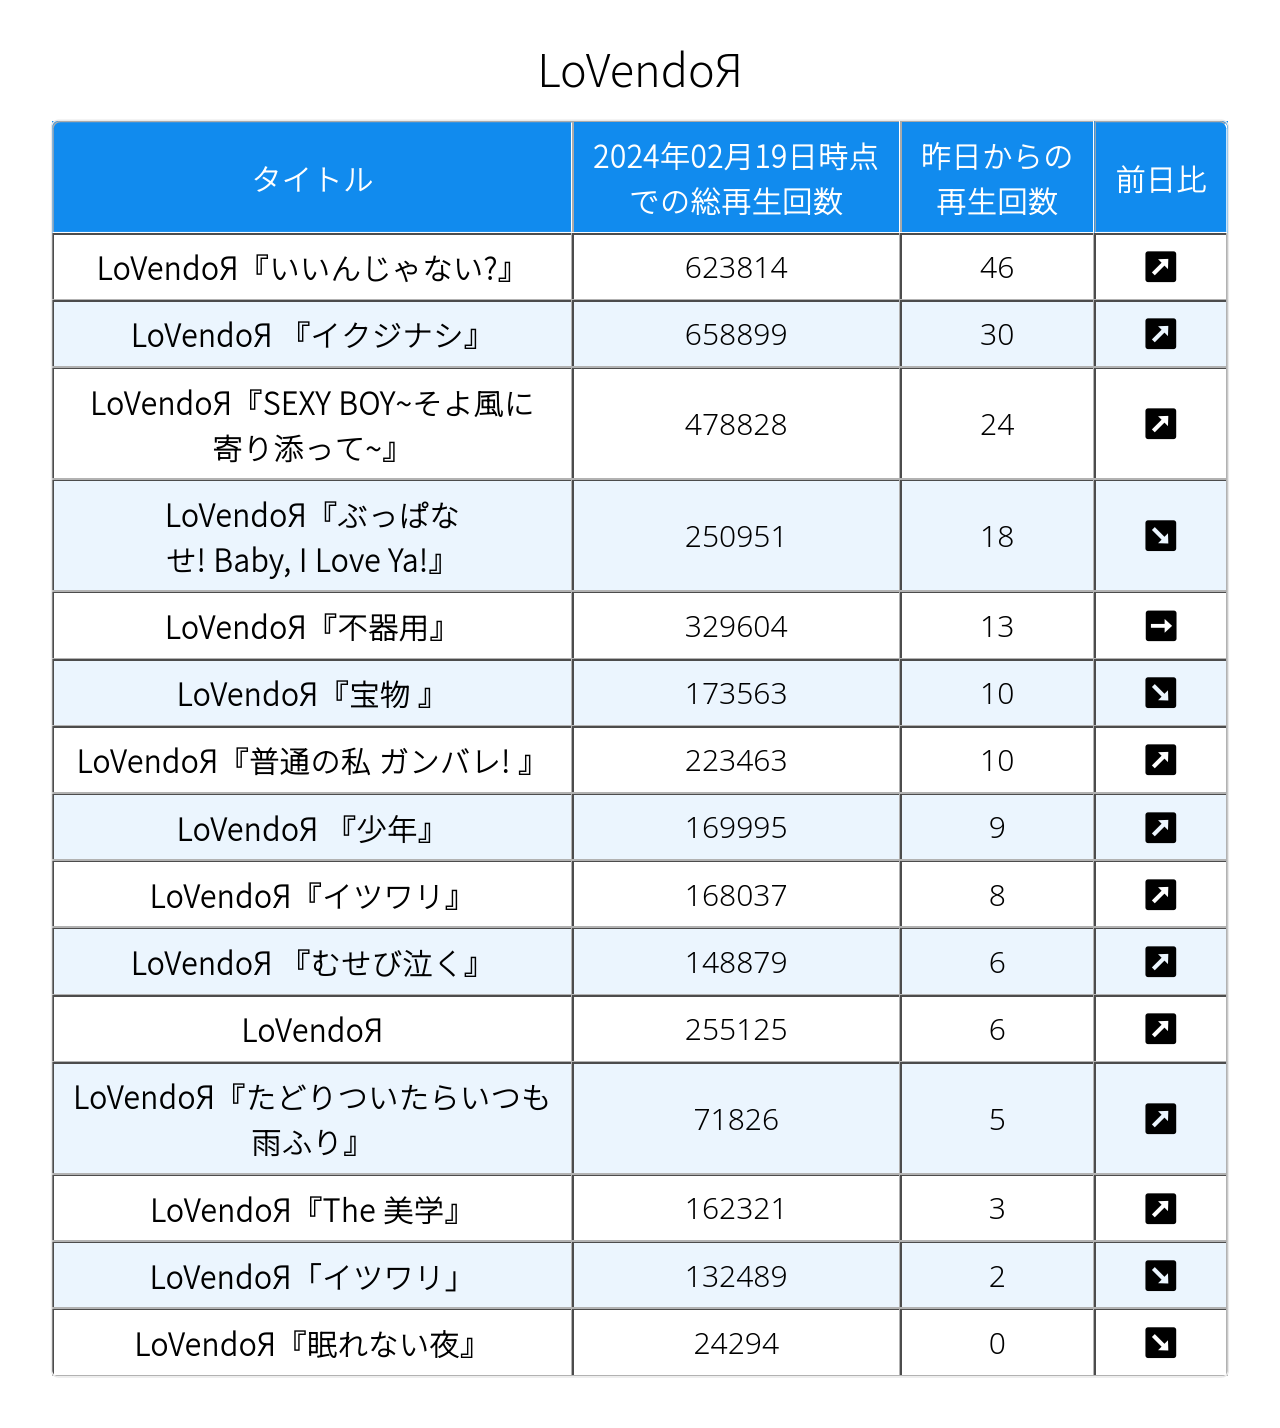 LoVendoЯ
タイトル
2024年02月19日時点
での総再生回数
昨日からの
再生回数
前日比
LoVendoЯ『いいんじゃない?』 623814 46
LoVendoЯ 『イクジナシ』 658899 30
LoVendoЯ『SEXY BOY~そよ風に
寄り添って~』 478828 24
LoVendoЯ『ぶっぱな
せ! Baby, I Love Ya!』 250951 18
LoVendoЯ『不器用』 329604 13
LoVendoЯ『宝物 』 173563 10
LoVendoЯ『普通の私 ガンバレ! 』 223463 10
LoVendoЯ 『少年』 169995 9
LoVendoЯ『イツワリ』 168037 8
LoVendoЯ 『むせび泣く』 148879 6
LoVendoЯ 255125 6
LoVendoЯ『たどりついたらいつも
雨ふり』 71826 5
LoVendoЯ『The 美学』 162321 3
LoVendoЯ「イツワリ」 132489 2
LoVendoЯ『眠れない夜』 24294 0